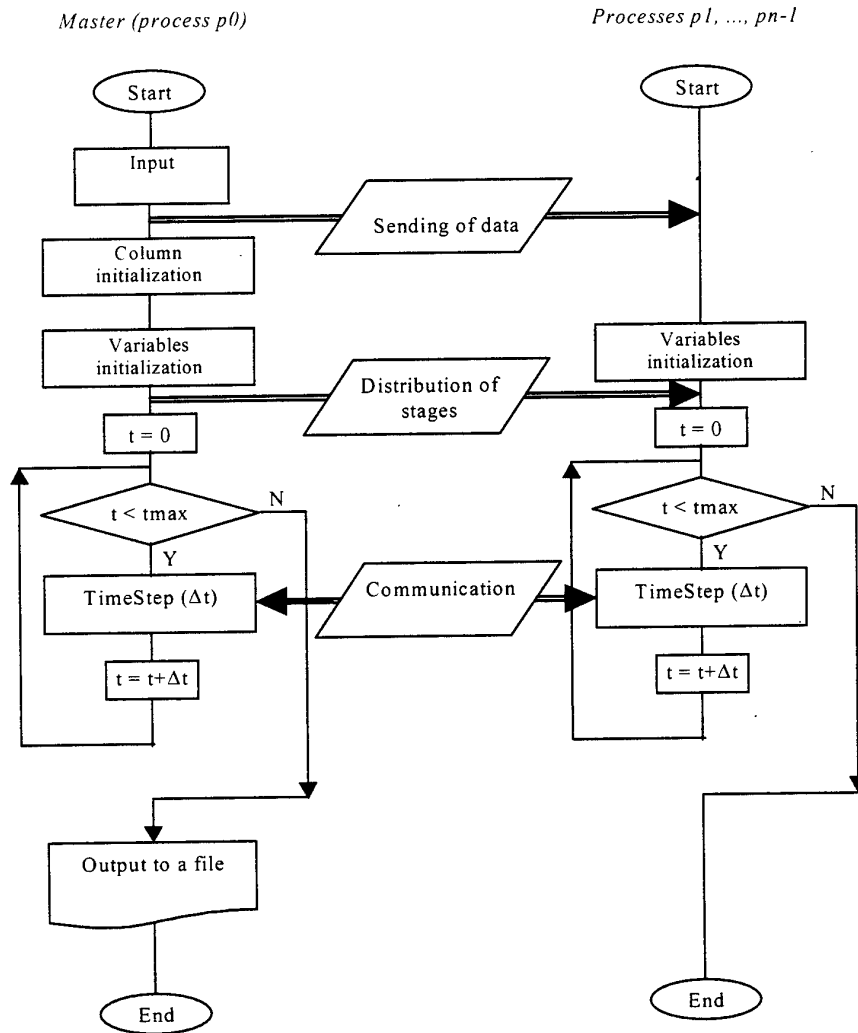 Master (process p0)
Processes p1, ..., pn-1
Start
Start
Input
Sending of data
Column
initialization
Variables
initialization
Variables
initialization
Distribution of
stages
t = 0
t = 0
t < tmax
N
t < tmax
N
Y
Y
TimeStep (Δt)
Communication
TimeStep (Δt)
t = t+Δt
t = t+Δt
Output to a file
End
End